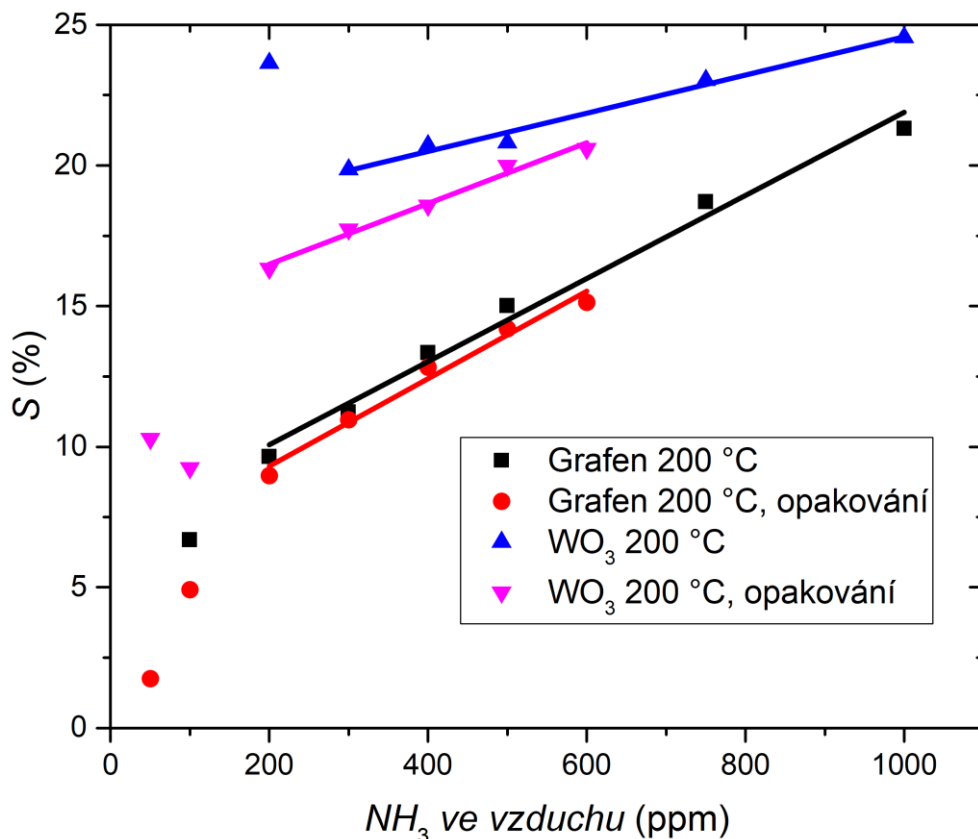 25
20
15
10
5
0
S (%)
Grafen 200 °C
Grafen 200 °C, opakování
WO₃ 200 °C
WO₃ 200 °C, opakování
0 200 400 600 800 1000
NH₃ ve vzduchu (ppm)